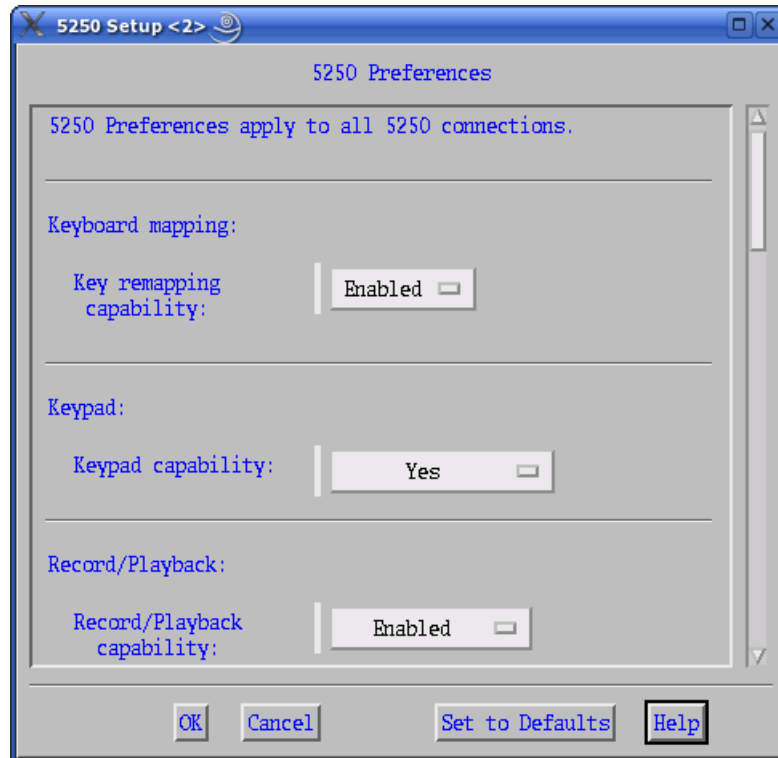 5250 Setup <2>
5250 Preferences
5250 Preferences apply to all 5250 connections.
Keyboard mapping:
Key remapping
capability:
Enabled
Keypad:
Keypad capability:
Yes
Record/Playback:
Record/Playback
capability:
Enabled
OK
Cancel
Set to Defaults
Help